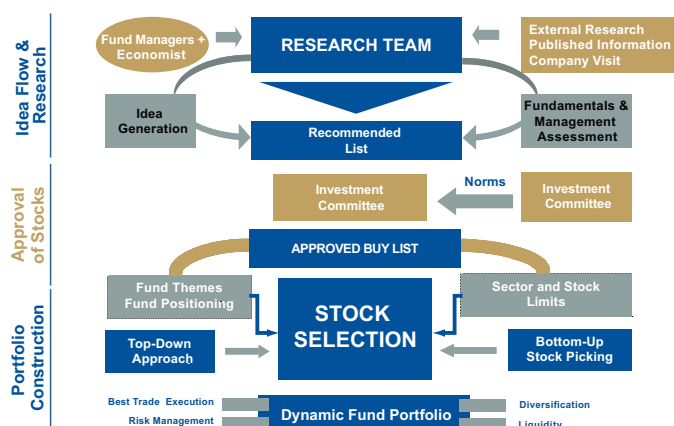 Idea Flow &
Research
Fund Managers +
Economist
RESEARCH TEAM
External Research
Published Information
Company Visit
Idea
Generation
Recommended
List
Fundamentals &
Management
Assessment
Approval
of Stocks
Investment
Committee
Norms
Investment
Committee
APPROVED BUY LIST
Fund Themes
Fund Positioning
Sector and Stock
Limits
Portfolio
Construction
STOCK
SELECTION
Top-Down
Approach
Bottom-Up
Stock Picking
Best Trade Execution
Risk Management
Dynamic Fund Portfolio
Diversification
Liquidity